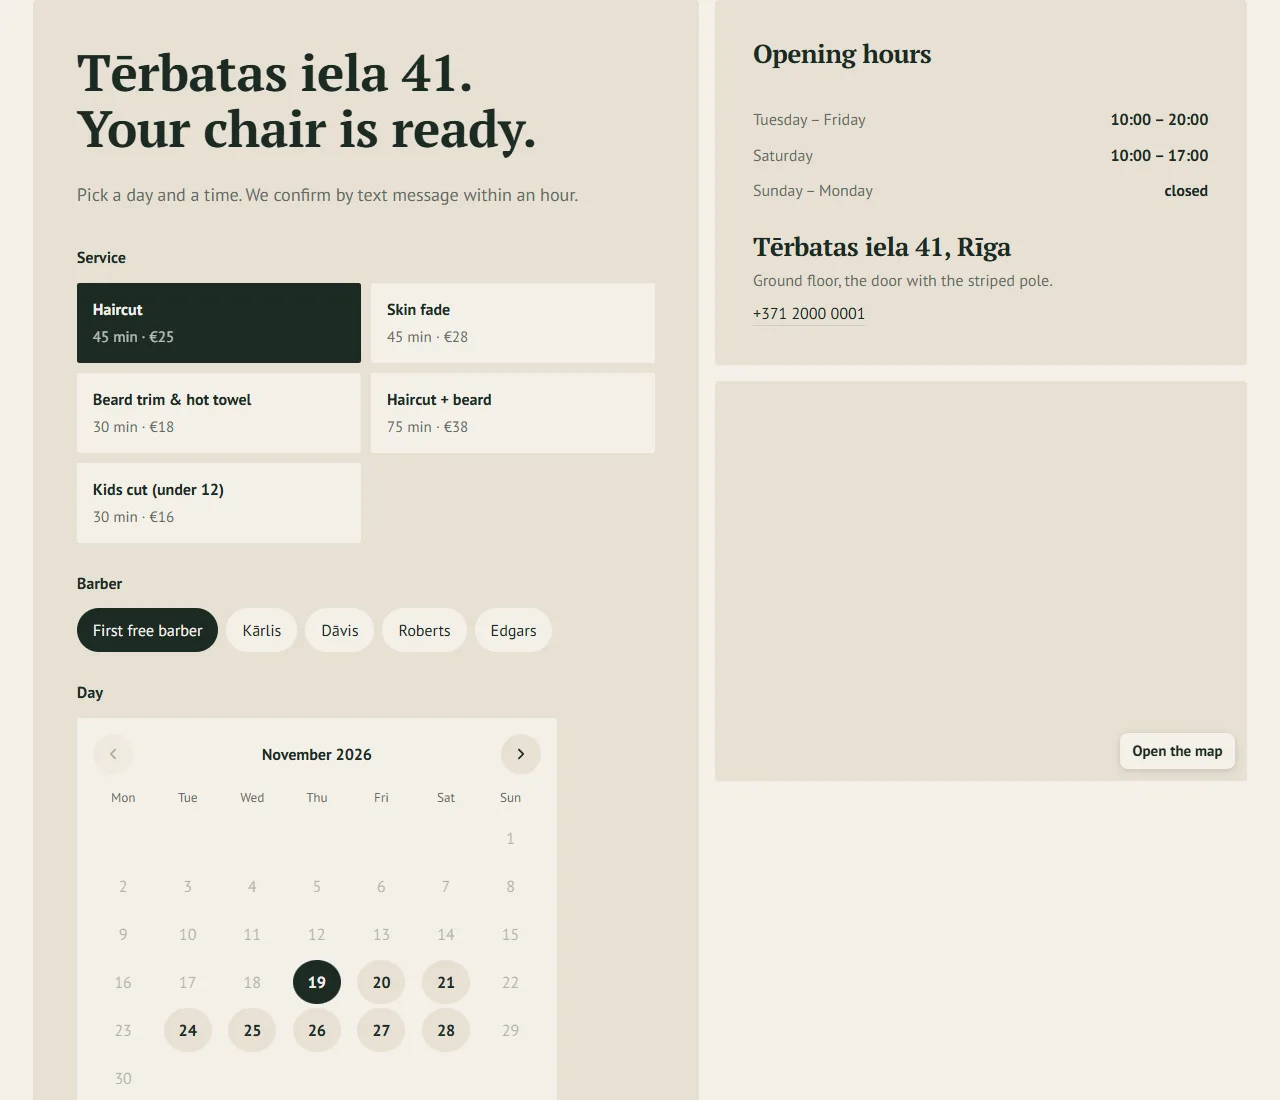 Tērbatas iela 41.
Your chair is ready.
Pick a day and a time. We confirm by text message within an hour.
Service
Haircut
45 min · €25
Skin fade
45 min · €28
Beard trim & hot towel
30 min · €18
Haircut + beard
75 min · €38
Kids cut (under 12)
30 min · €16
Barber
First free barber Kārlis Dāvis Roberts Edgars
Day
November 2026
Mon Tue Wed Thu Fri Sat Sun
1
2 3 4 5 6 7 8
9 10 11 12 13 14 15
16 17 18 19 20 21 22
23 24 25 26 27 28 29
30
Opening hours
Tuesday – Friday 10:00 – 20:00
Saturday 10:00 – 17:00
Sunday – Monday closed
Tērbatas iela 41, Rīga
Ground floor, the door with the striped pole.
+371 2000 0001
Open the map